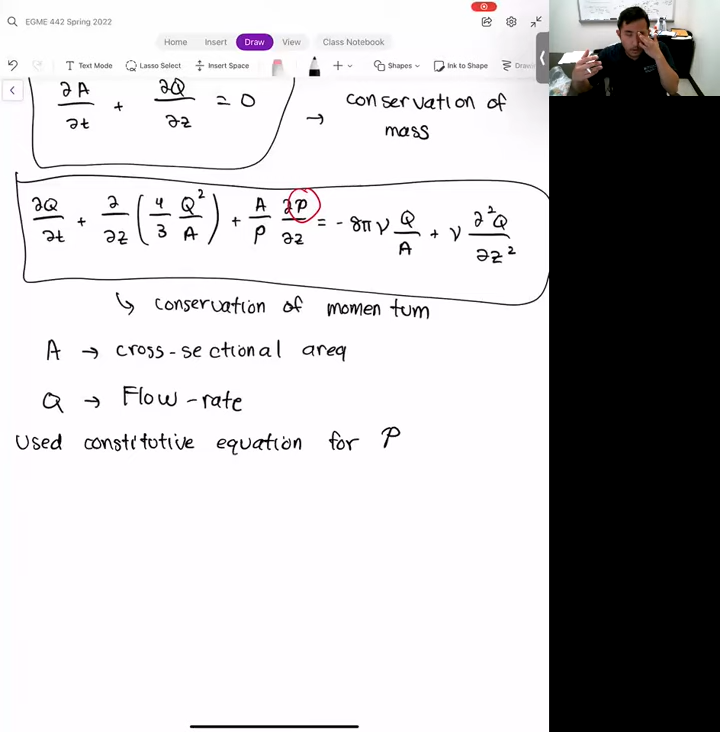 EGME 442 Spring 2022
Home Insert Draw View Class Notebook
Text Mode Lasso Select Insert Space Shapes Ink to Shape Draw
∂A/∂t + ∂Q/∂z = 0 → conservation of
mass
∂Q/∂t + ∂/∂z (4/3 Q²/A) + A/ρ ∂P/∂z = -8πν Q/A + ν ∂²Q/∂z²
↳ conservation of momentum
A → cross-sectional area
Q → Flow-rate
Used constitutive equation for P